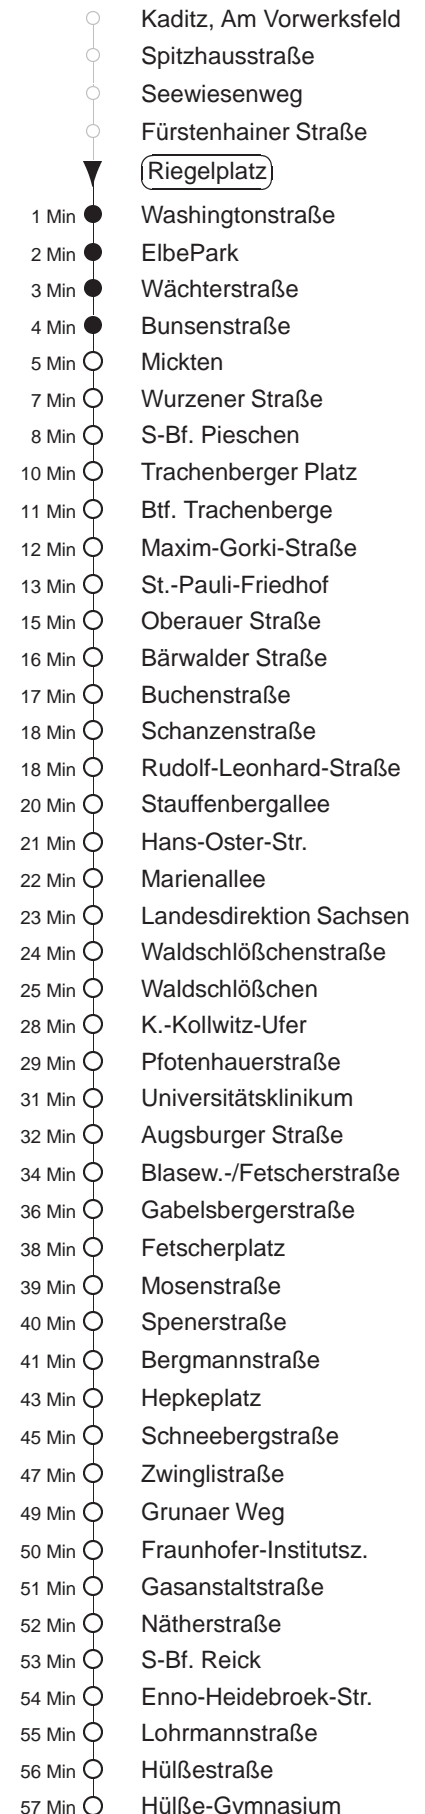 Kaditz, Am Vorwerksfeld
Spitzhausstraße
Seewiesenweg
Fürstenhainer Straße
Riegelplatz
1 Min Washingtonstraße
2 Min ElbePark
3 Min Wächterstraße
4 Min Bunsenstraße
5 Min Mickten
7 Min Wurzener Straße
8 Min S-Bf. Pieschen
10 Min Trachenberger Platz
11 Min Btf. Trachenberge
12 Min Maxim-Gorki-Straße
13 Min St.-Pauli-Friedhof
15 Min Oberauer Straße
16 Min Bärwalder Straße
17 Min Buchenstraße
18 Min Schanzenstraße
18 Min Rudolf-Leonhard-Straße
20 Min Stauffenbergallee
21 Min Hans-Oster-Str.
22 Min Marienallee
23 Min Landesdirektion Sachsen
24 Min Waldschlößchenstraße
25 Min Waldschlößchen
28 Min K.-Kollwitz-Ufer
29 Min Pfotenhauerstraße
31 Min Universitätsklinikum
32 Min Augsburger Straße
34 Min Blasew.-/Fetscherstraße
36 Min Gabelsbergerstraße
38 Min Fetscherplatz
39 Min Mosenstraße
40 Min Spenerstraße
41 Min Bergmannstraße
43 Min Hepkeplatz
45 Min Schneebergstraße
47 Min Zwinglistraße
49 Min Grunaer Weg
50 Min Fraunhofer-Institutsz.
51 Min Gasanstaltstraße
52 Min Nätherstraße
53 Min S-Bf. Reick
54 Min Enno-Heidebroek-Str.
55 Min Lohrmannstraße
56 Min Hülßestraße
57 Min Hülße-Gymnasium